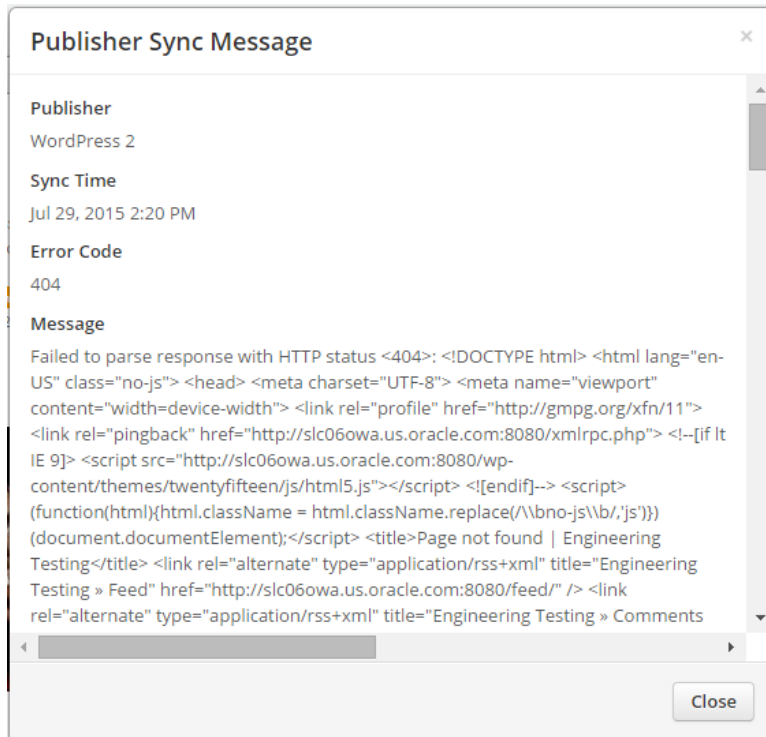 Publisher Sync Message
×
Publisher
WordPress 2
Sync Time
Jul 29, 2015 2:20 PM
Error Code
404
Message
Failed to parse response with HTTP status <404>: <!DOCTYPE html> <html lang="en-
US" class="no-js"> <head> <meta charset="UTF-8"> <meta name="viewport"
content="width=device-width"> <link rel="profile" href="http://gmpg.org/xfn/11">
<link rel="pingback" href="http://slc06owa.us.oracle.com:8080/xmlrpc.php"> <!--[if lt
IE 9]> <script src="http://slc06owa.us.oracle.com:8080/wp-
content/themes/twentyfifteen/js/html5.js"></script> <![endif]--> <script>
(function(html){html.className = html.className.replace(/\\bno-js\\b/,'js')})
(document.documentElement);</script> <title>Page not found | Engineering
Testing</title> <link rel="alternate" type="application/rss+xml" title="Engineering
Testing » Feed" href="http://slc06owa.us.oracle.com:8080/feed/" /> <link
rel="alternate" type="application/rss+xml" title="Engineering Testing » Comments
Close